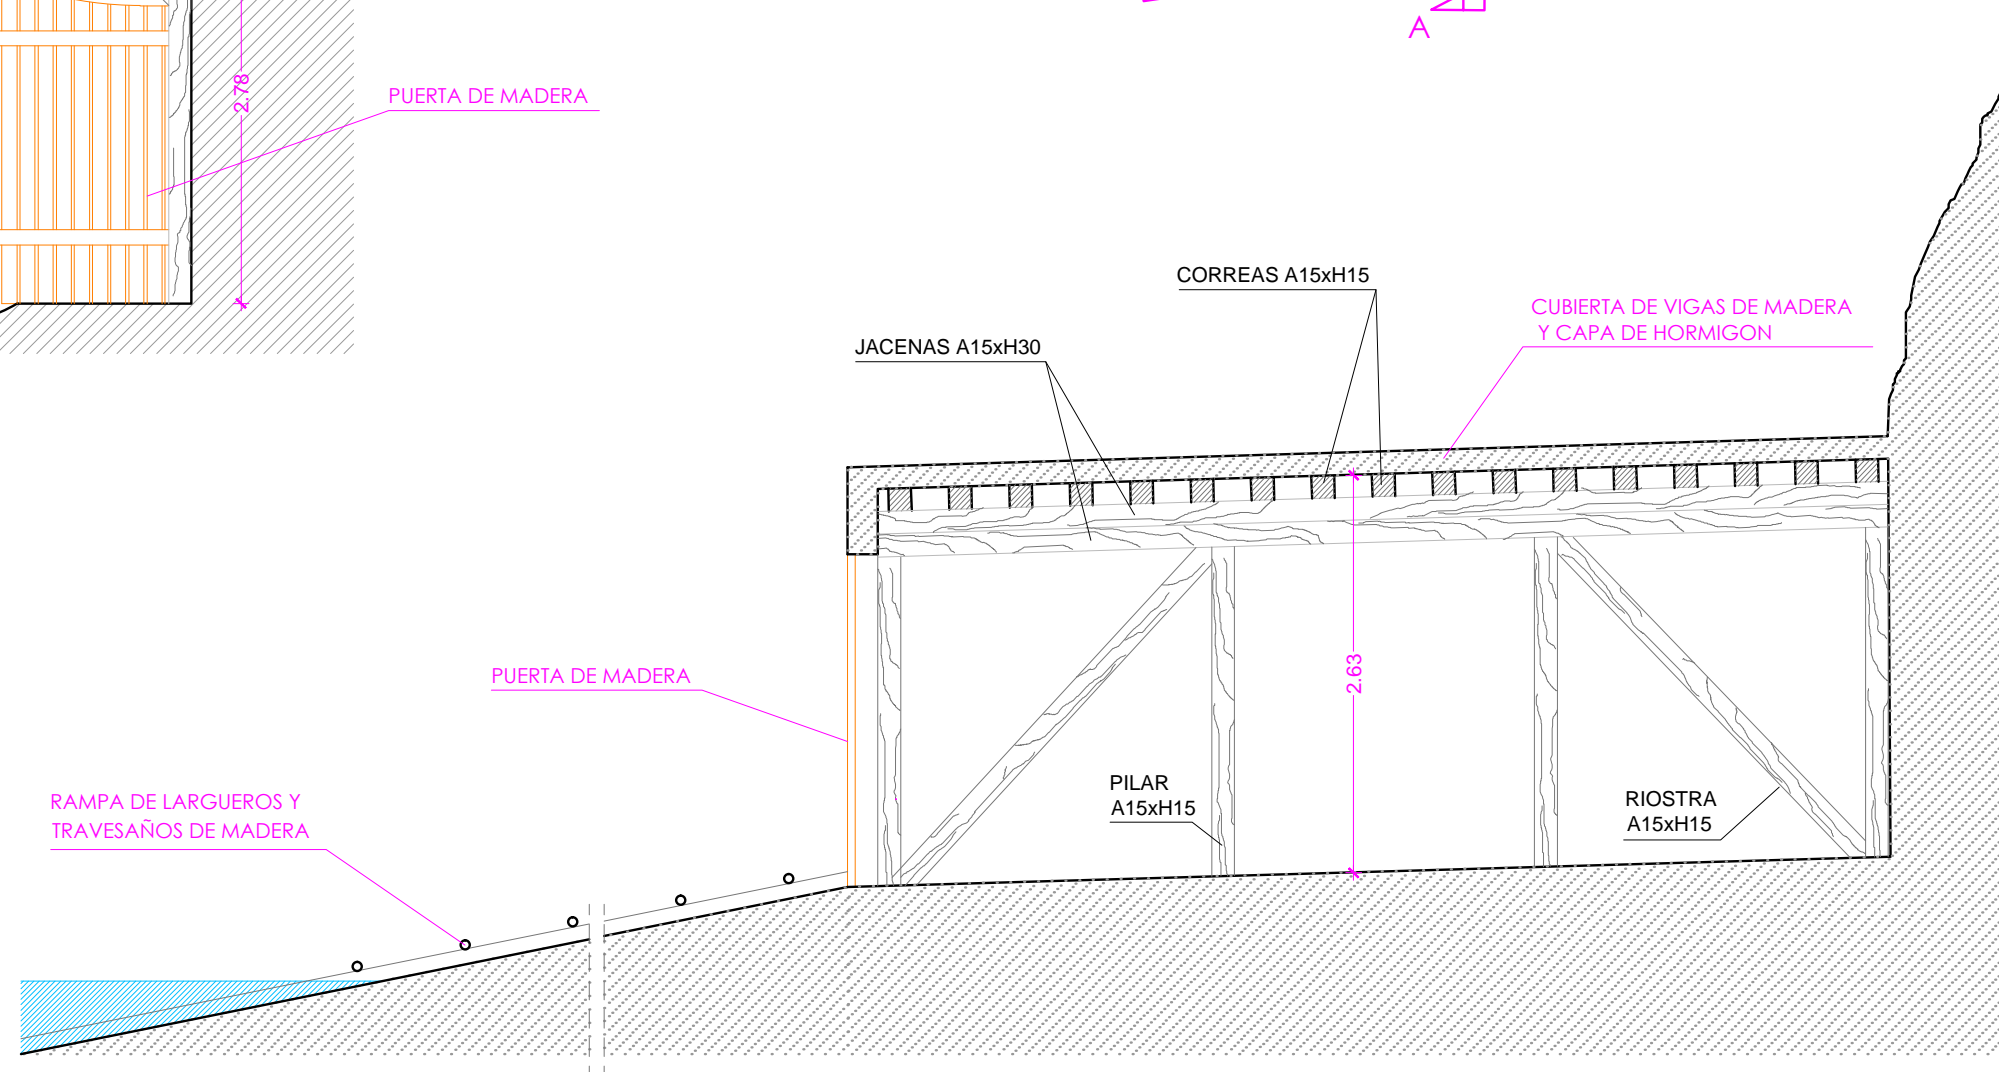 A
2.78
PUERTA DE MADERA
CORREAS A15xH15
CUBIERTA DE VIGAS DE MADERA
Y CAPA DE HORMIGON
JACENAS A15xH30
2.63
PUERTA DE MADERA
PILAR
A15xH15
RIOSTRA
A15xH15
RAMPA DE LARGUEROS Y
TRAVESAÑOS DE MADERA